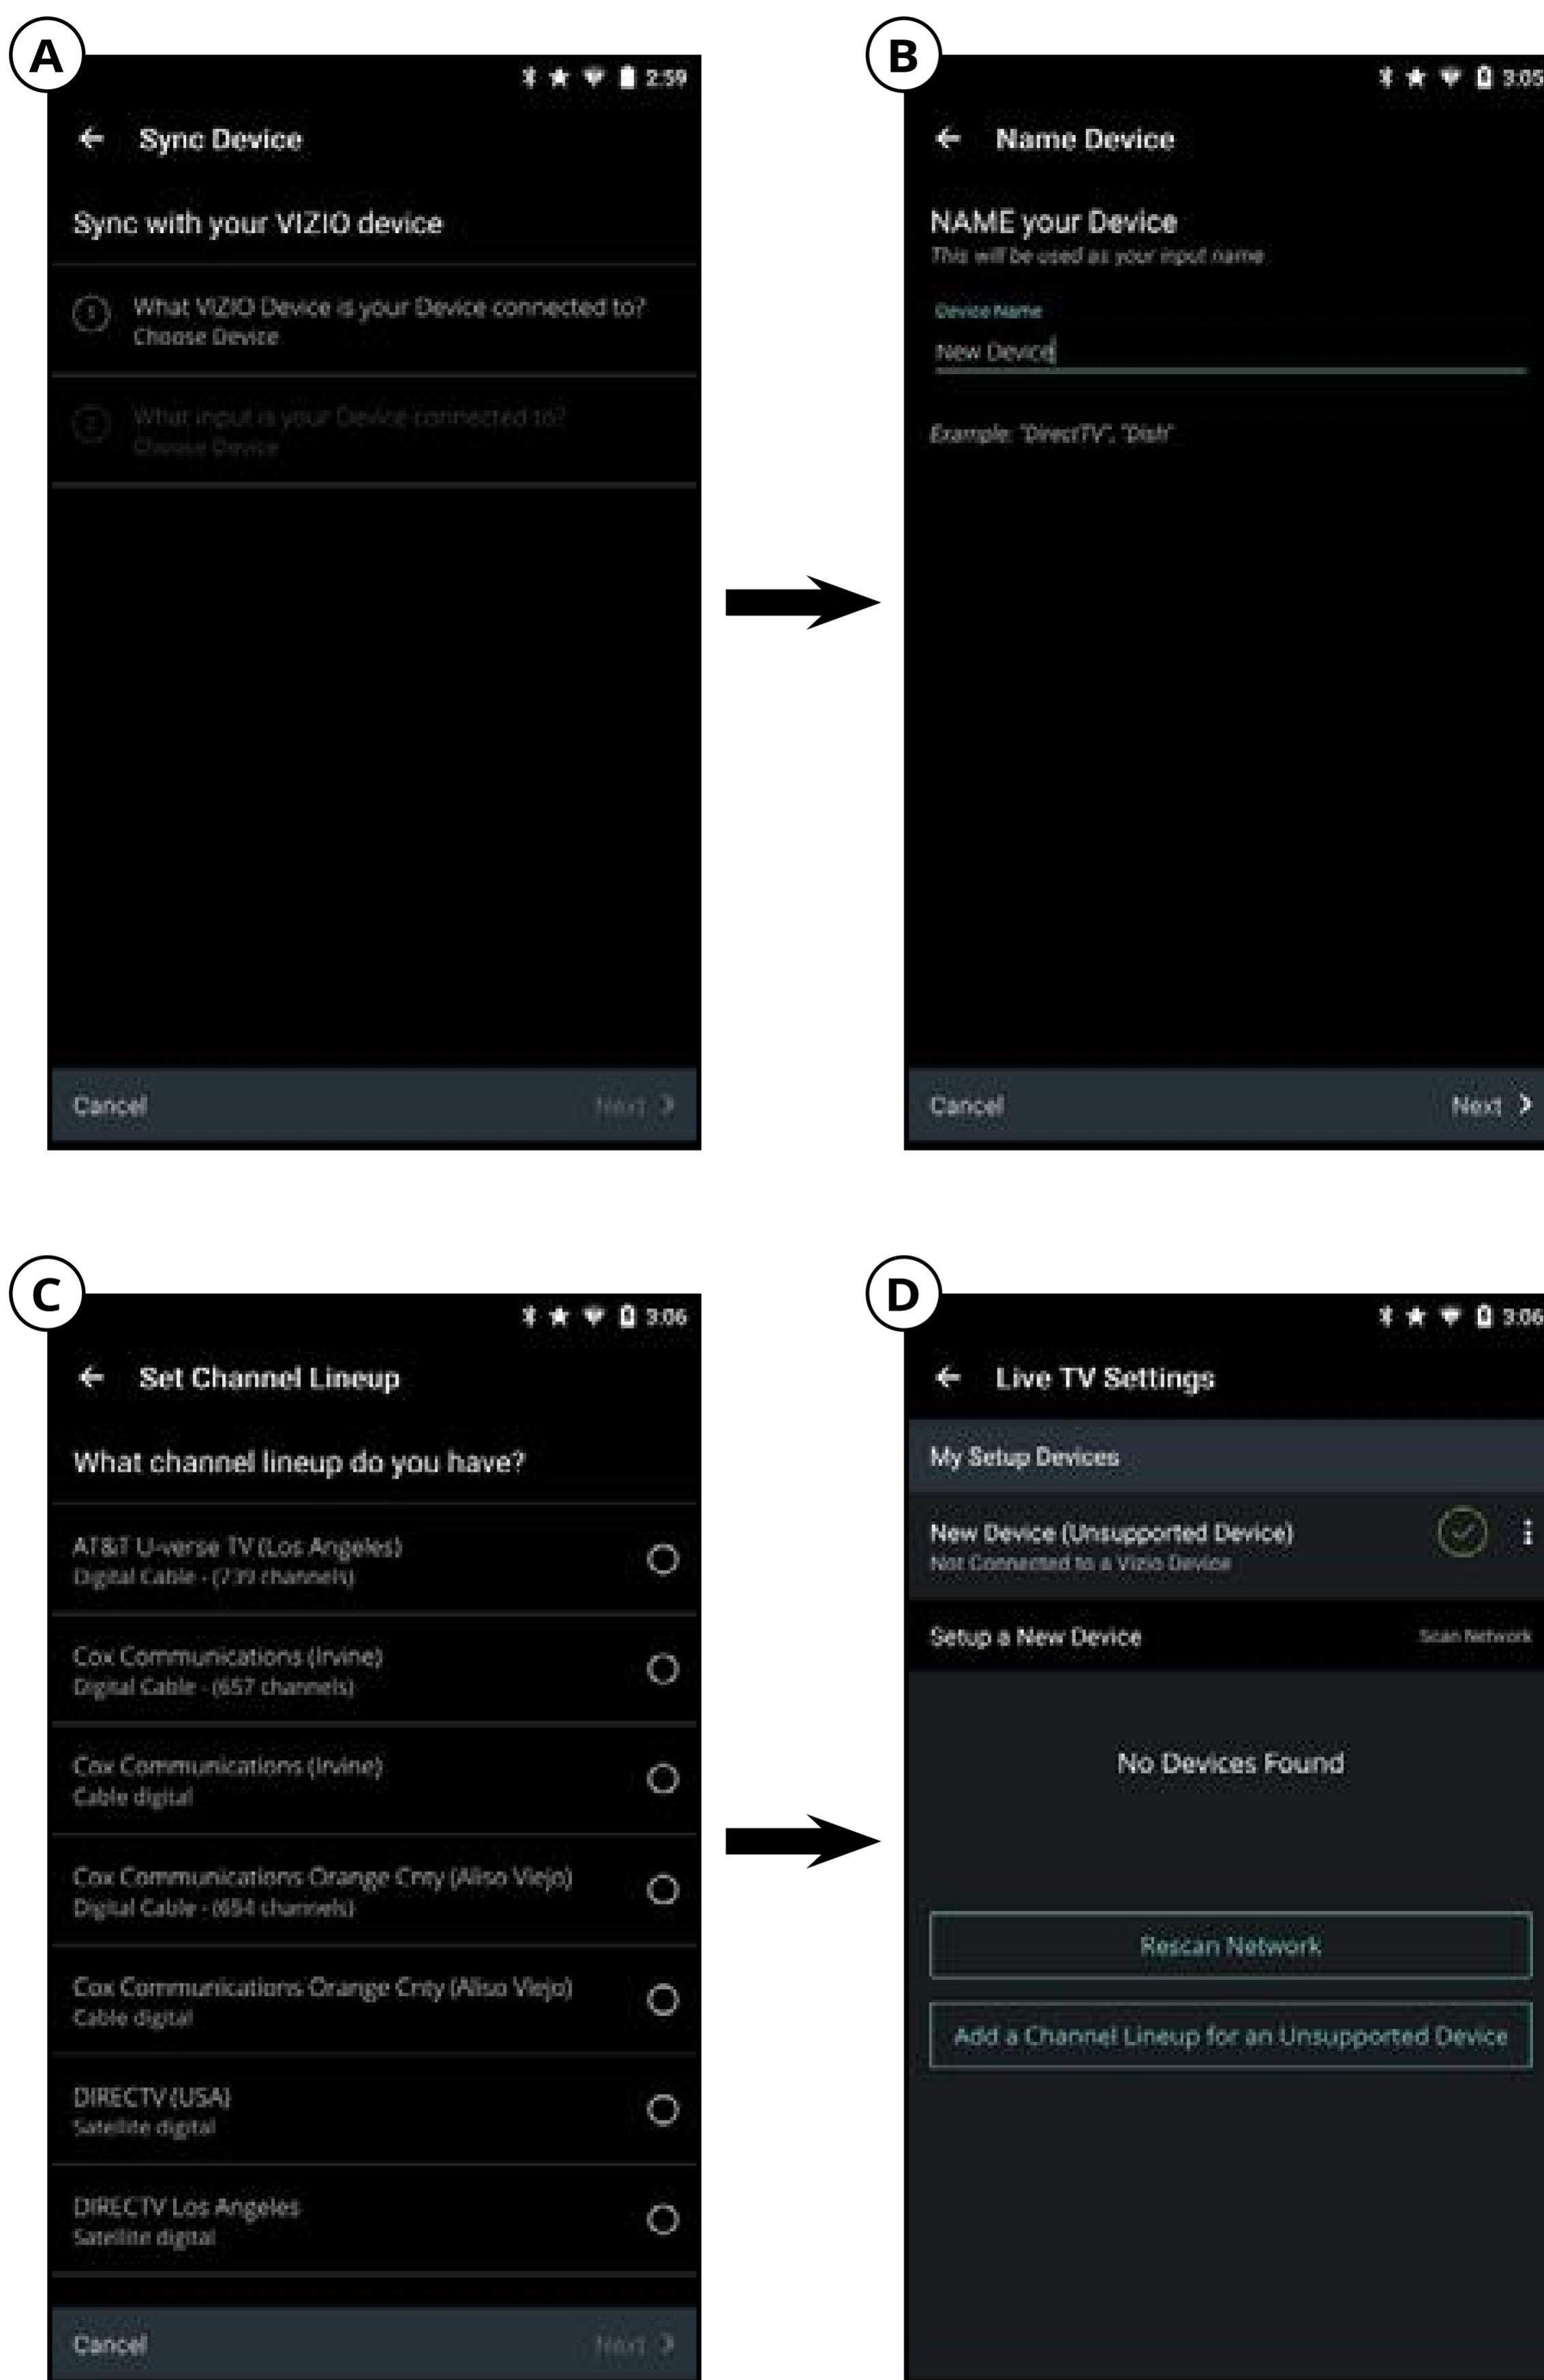 A
2:59
Sync Device
Sync with your VIZIO device
1 What VIZIO Device is your Device connected to?
Choose Device
2 What input is your Device connected to?
Choose Device
Cancel Next
B
3:05
Name Device
NAME your Device
This will be used as your input name
Device Name
New Device
Example: "DirectTV", "Dish"
Cancel Next
C
3:06
Set Channel Lineup
What channel lineup do you have?
AT&T U-verse TV (Los Angeles)
Digital Cable - (739 channels)
Cox Communications (Irvine)
Digital Cable - (657 channels)
Cox Communications (Irvine)
Cable digital
Cox Communications Orange Cnty (Aliso Viejo)
Digital Cable - (654 channels)
Cox Communications Orange Cnty (Aliso Viejo)
Cable digital
DIRECTV (USA)
Satellite digital
DIRECTV Los Angeles
Satellite digital
Cancel Next
D
3:06
Live TV Settings
My Setup Devices
New Device (Unsupported Device)
Not Connected to a Vizio Device
Setup a New Device Scan Network
No Devices Found
Rescan Network
Add a Channel Lineup for an Unsupported Device